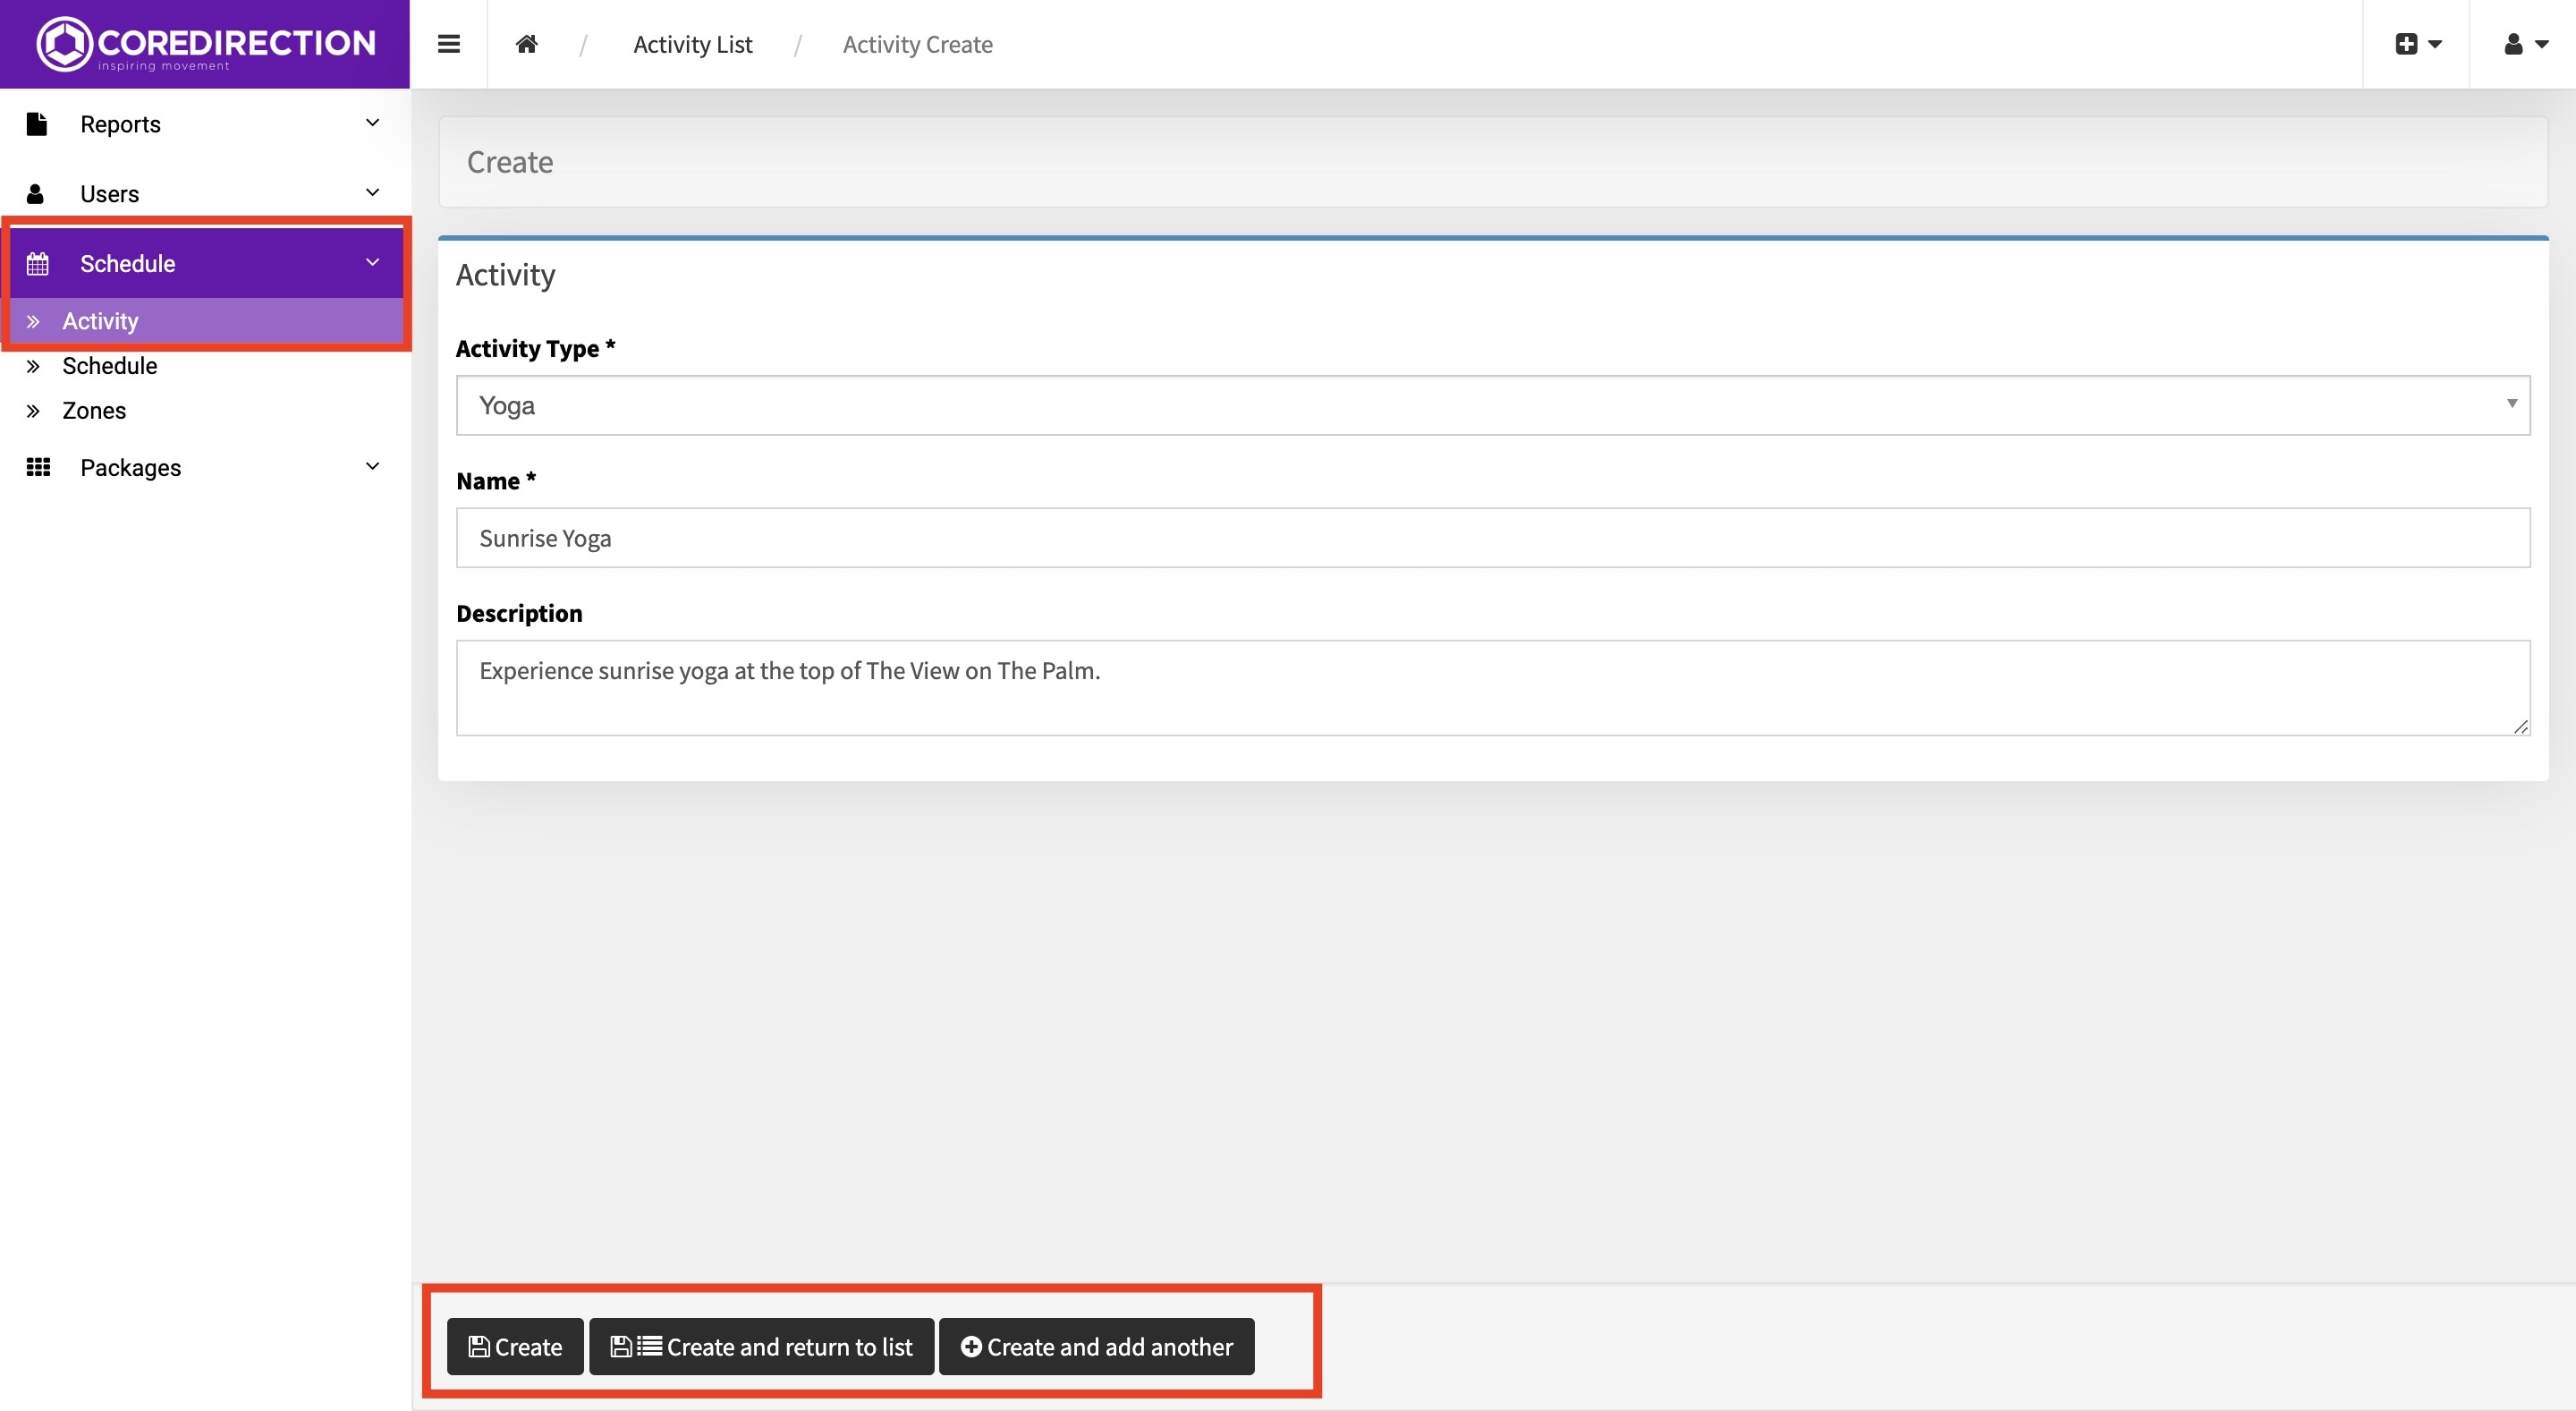 COREDIRECTION
inspiring movement
/ Activity List / Activity Create
Reports
Users
Schedule
Activity
Schedule
Zones
Packages
Create
Activity
Activity Type *
Yoga
Name *
Sunrise Yoga
Description
Experience sunrise yoga at the top of The View on The Palm.
Create Create and return to list Create and add another